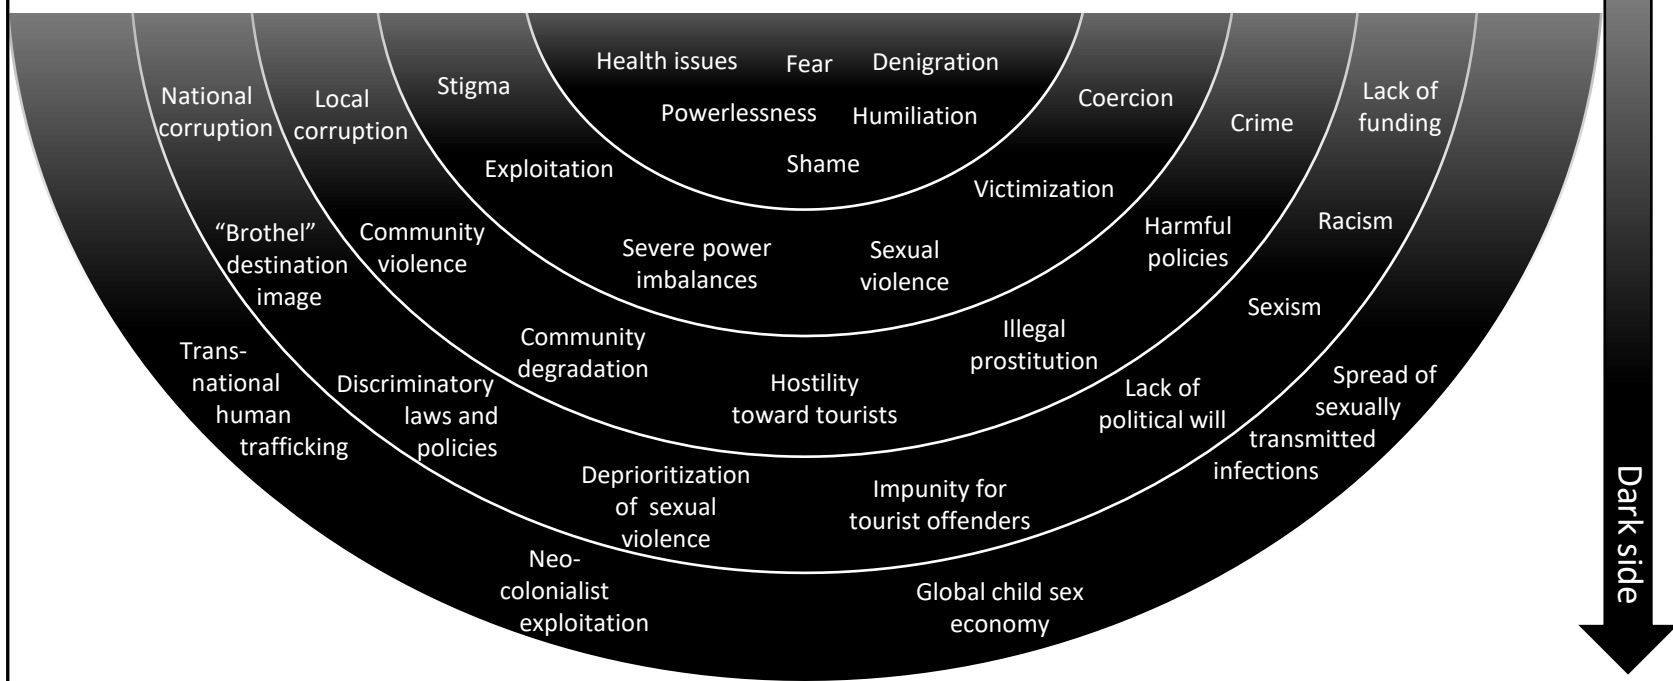 Health issues
Fear
Denigration
Powerlessness
Humiliation
Shame
Stigma
Exploitation
Severe power
imbalances
Sexual
violence
Victimization
Coercion
Local
corruption
Community
violence
Community
degradation
Hostility
toward tourists
Illegal
prostitution
Harmful
policies
Crime
National
corruption
“Brothel”
destination
image
Discriminatory
laws and
policies
Deprioritization
of sexual
violence
Impunity for
tourist offenders
Lack of
political will
Sexism
Racism
Lack of
funding
Trans-
national
human
trafficking
Neo-
colonialist
exploitation
Global child sex
economy
Spread of
sexually
transmitted
infections
Dark side